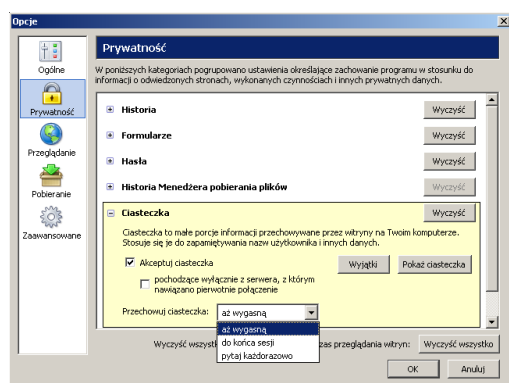 Opcje
Ogólne
Prywatność
Przeglądanie
Pobieranie
Zaawansowane
Prywatność
W poniższych kategoriach pogrupowano ustawienia określające zachowanie programu w stosunku do
informacji o odwiedzonych stronach, wykonanych czynnościach i innych prywatnych danych.
Historia Wyczyść
Formularze Wyczyść
Hasła Wyczyść
Historia Menedżera pobierania plików Wyczyść
Ciasteczka Wyczyść
Ciasteczka to małe porcje informacji przechowywane przez witryny na Twoim komputerze.
Stosuje się je do zapamiętywania nazw użytkownika i innych danych.
Akceptuj ciasteczka Wyjątki Pokaż ciasteczka
pochodzące wyłącznie z serwera, z którym
nawiązano pierwotnie połączenie
Przechowuj ciasteczka: aż wygasną
aż wygasną
do końca sesji
pytaj każdorazowo
Wyczyść wszyst zas przeglądania witryn: Wyczyść wszystko
OK Anuluj